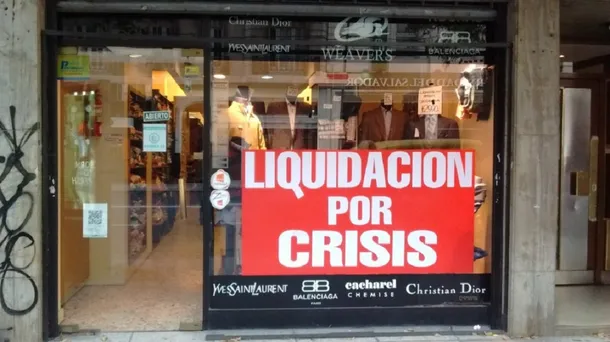 Christian Dior
YVES SAINT LAURENT
WEAVER'S
BALENCIAGA
ABIERTO
LIQUIDACION
POR
CRISIS
YVES SAINT LAURENT
BALENCIAGA
cacharel
CHEMISE
Christian Dior